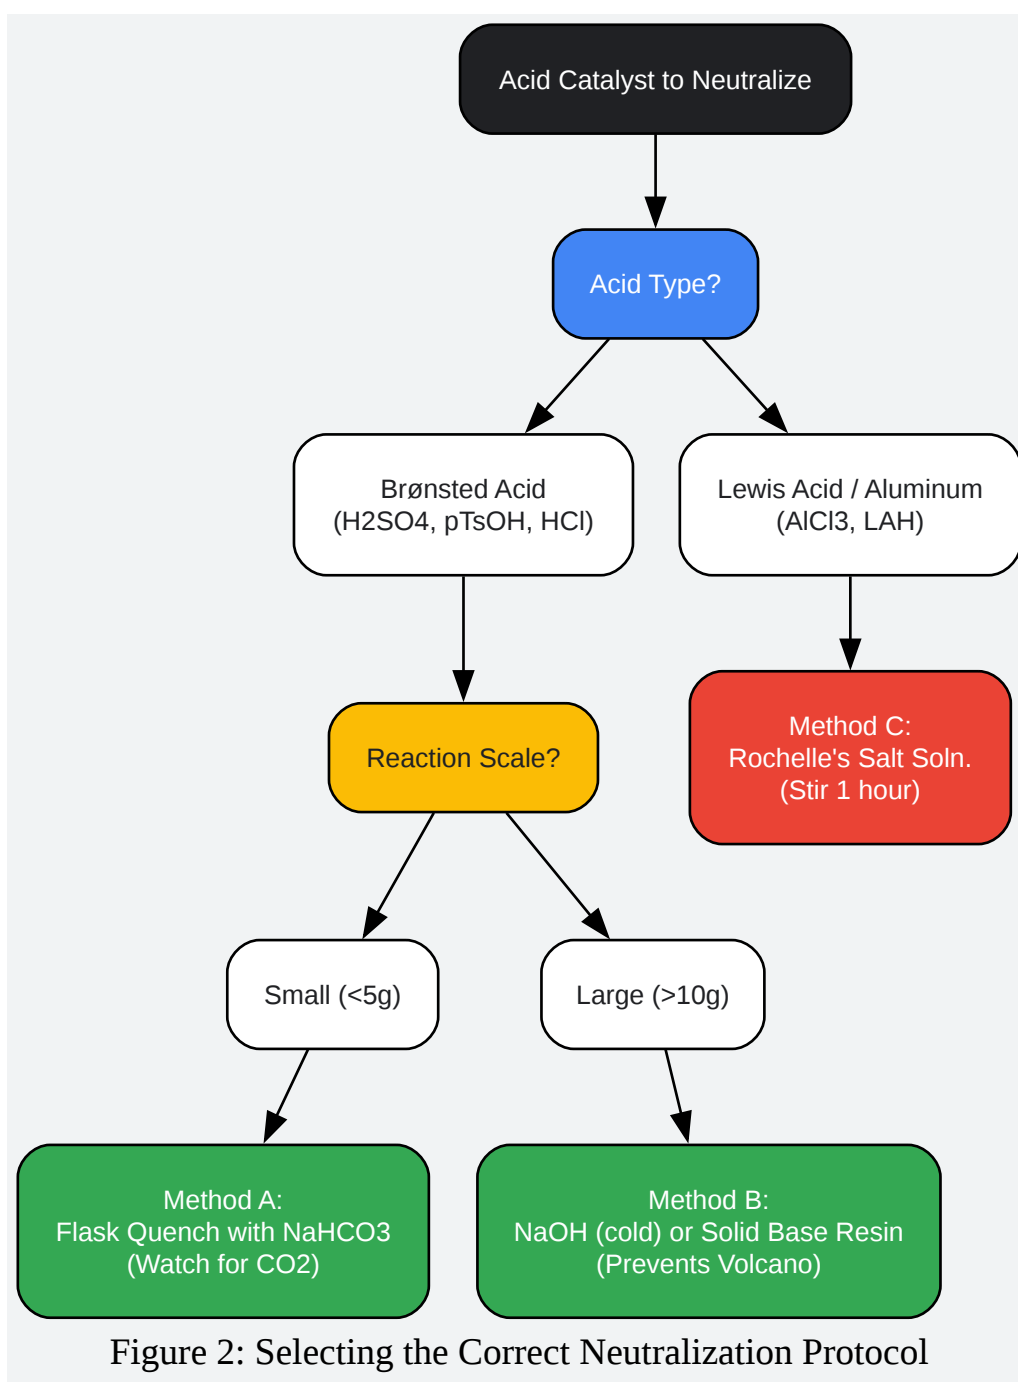 Acid Catalyst to Neutralize
Acid Type?
Brønsted Acid
(H2SO4, pTsOH, HCl)
Lewis Acid / Aluminum
(AlCl3, LAH)
Reaction Scale?
Method C:
Rochelle's Salt Soln.
(Stir 1 hour)
Small (<5g)
Large (>10g)
Method A:
Flask Quench with NaHCO3
(Watch for CO2)
Method B:
NaOH (cold) or Solid Base Resin
(Prevents Volcano)
Figure 2: Selecting the Correct Neutralization Protocol